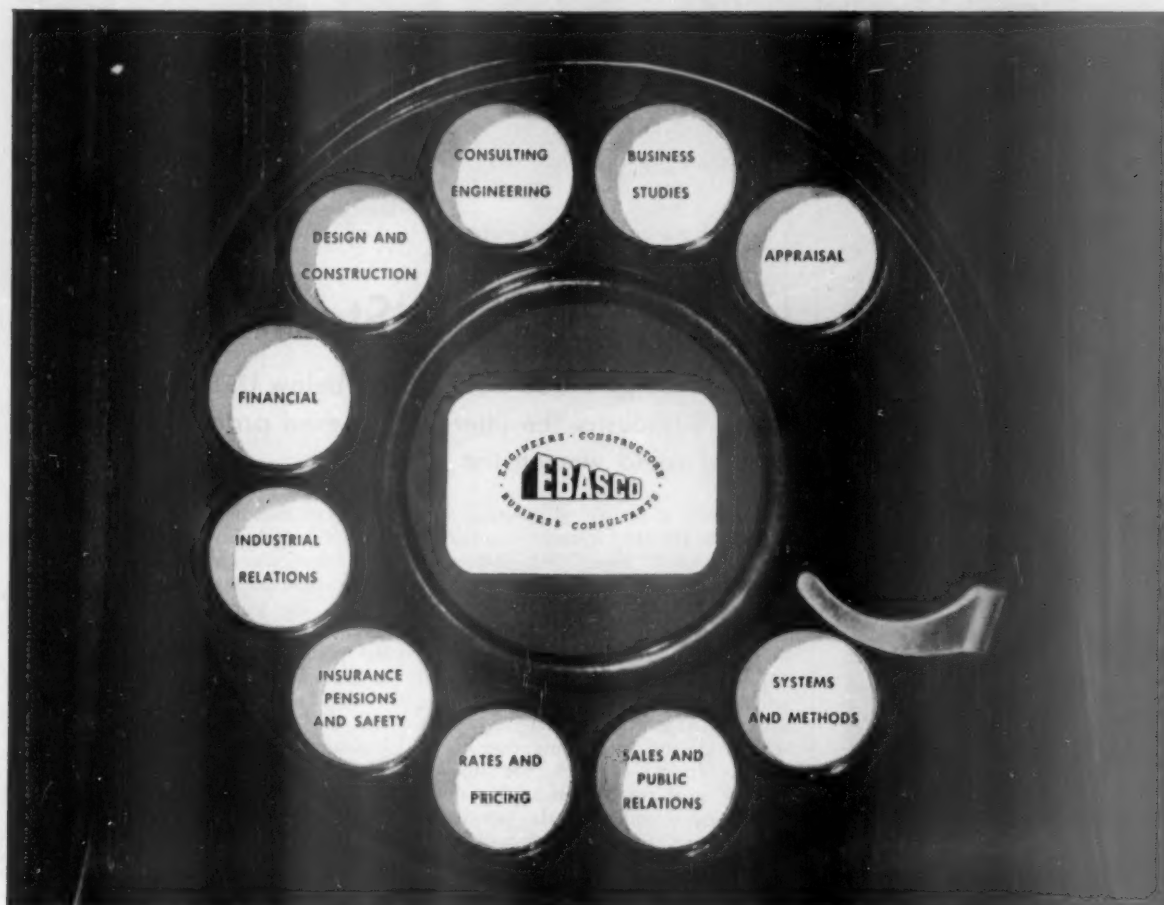 CONSULTING
ENGINEERING
BUSINESS
STUDIES
APPRAISAL
DESIGN AND
CONSTRUCTION
FINANCIAL
INDUSTRIAL
RELATIONS
INSURANCE
PENSIONS
AND SAFETY
RATES AND
PRICING
SALES AND
PUBLIC
RELATIONS
SYSTEMS
AND METHODS
ENGINEERS · CONSTRUCTORS
EBASCO
· BUSINESS CONSULTANTS ·